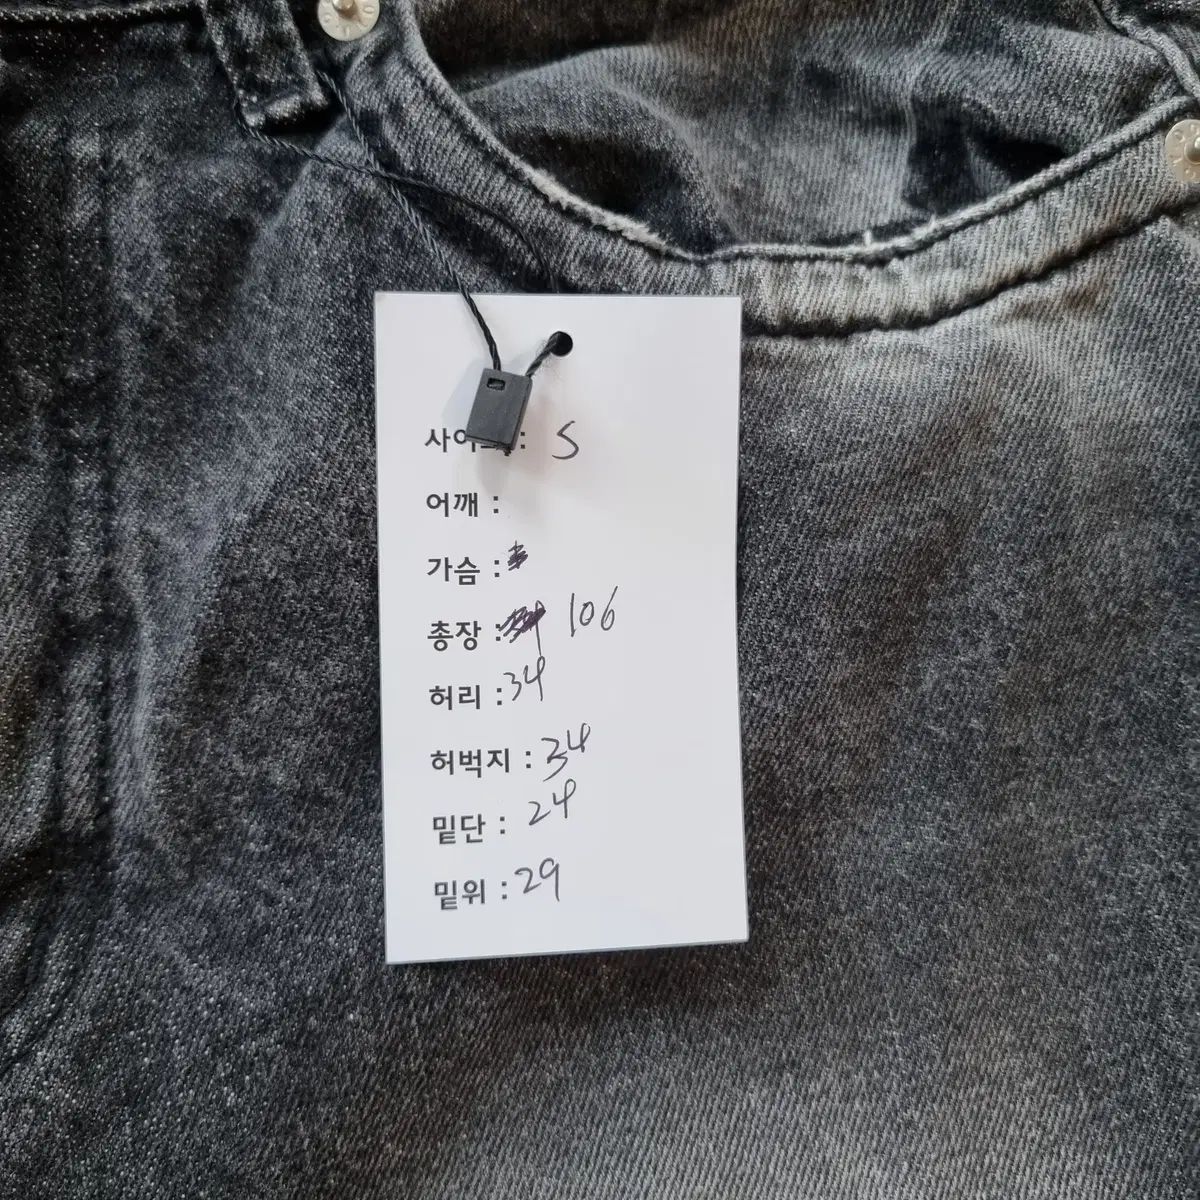 사이즈 : S
어깨 :
가슴 :
총장 : 106
허리 : 34
허벅지 : 34
밑단 : 24
밑위 : 29